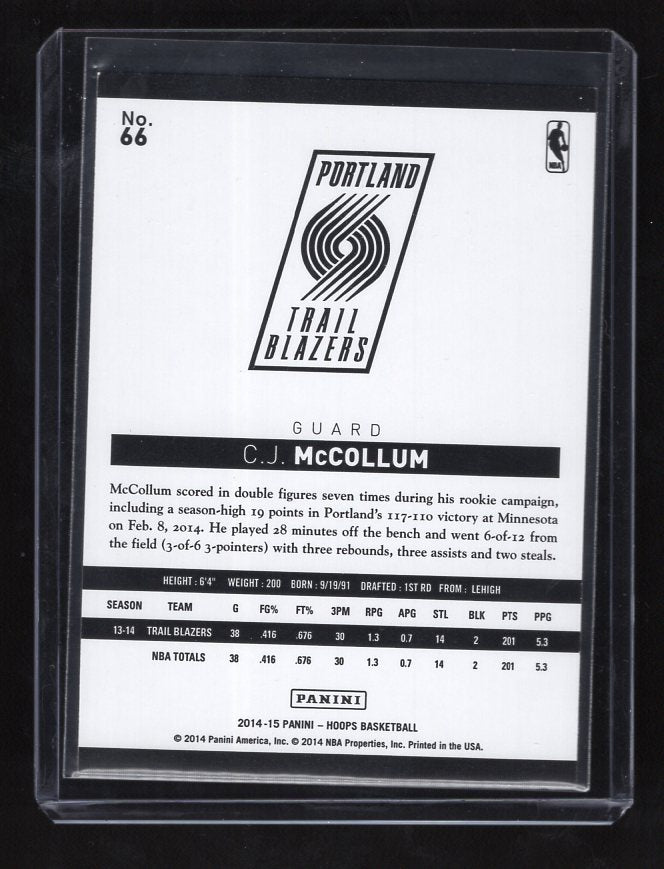 No.
66
NBA
PORTLAND
TRAIL
BLAZERS
GUARD
C.J. McCOLLUM
McCollum scored in double figures seven times during his rookie campaign,
including a season-high 19 points in Portland's 117-110 victory at Minnesota
on Feb. 8, 2014. He played 28 minutes off the bench and went 6-of-12 from
the field (3-of-6 3-pointers) with three rebounds, three assists and two steals.
HEIGHT : 6'4" WEIGHT : 200 BORN : 9/19/91 DRAFTED : 1ST RD FROM : LEHIGH
SEASON TEAM G FG% FT% 3PM RPG APG STL BLK PTS PPG
13-14 TRAIL BLAZERS 38 .416 .676 30 1.3 0.7 14 2 201 5.3
NBA TOTALS 38 .416 .676 30 1.3 0.7 14 2 201 5.3
PANINI
2014-15 PANINI – HOOPS BASKETBALL
© 2014 Panini America, Inc. © 2014 NBA Properties, Inc. Printed in the USA.